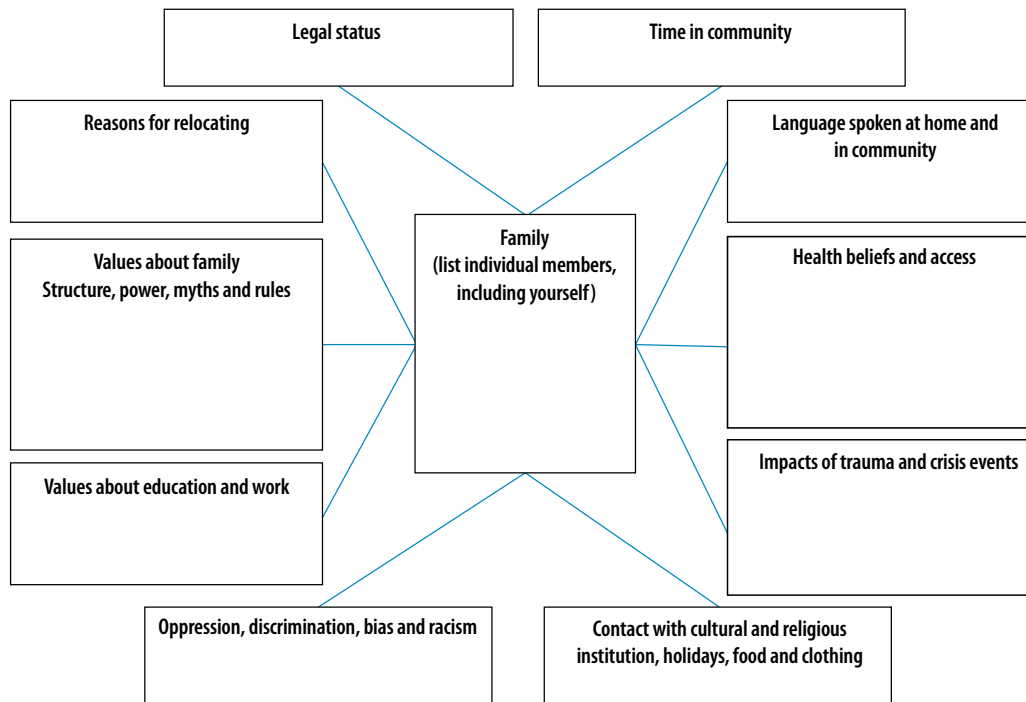 Legal status
Time in community
Reasons for relocating
Language spoken at home and
in community
Family
(list individual members,
including yourself)
Values about family
Structure, power, myths and rules
Health beliefs and access
Values about education and work
Impacts of trauma and crisis events
Oppression, discrimination, bias and racism
Contact with cultural and religious
institution, holidays, food and clothing